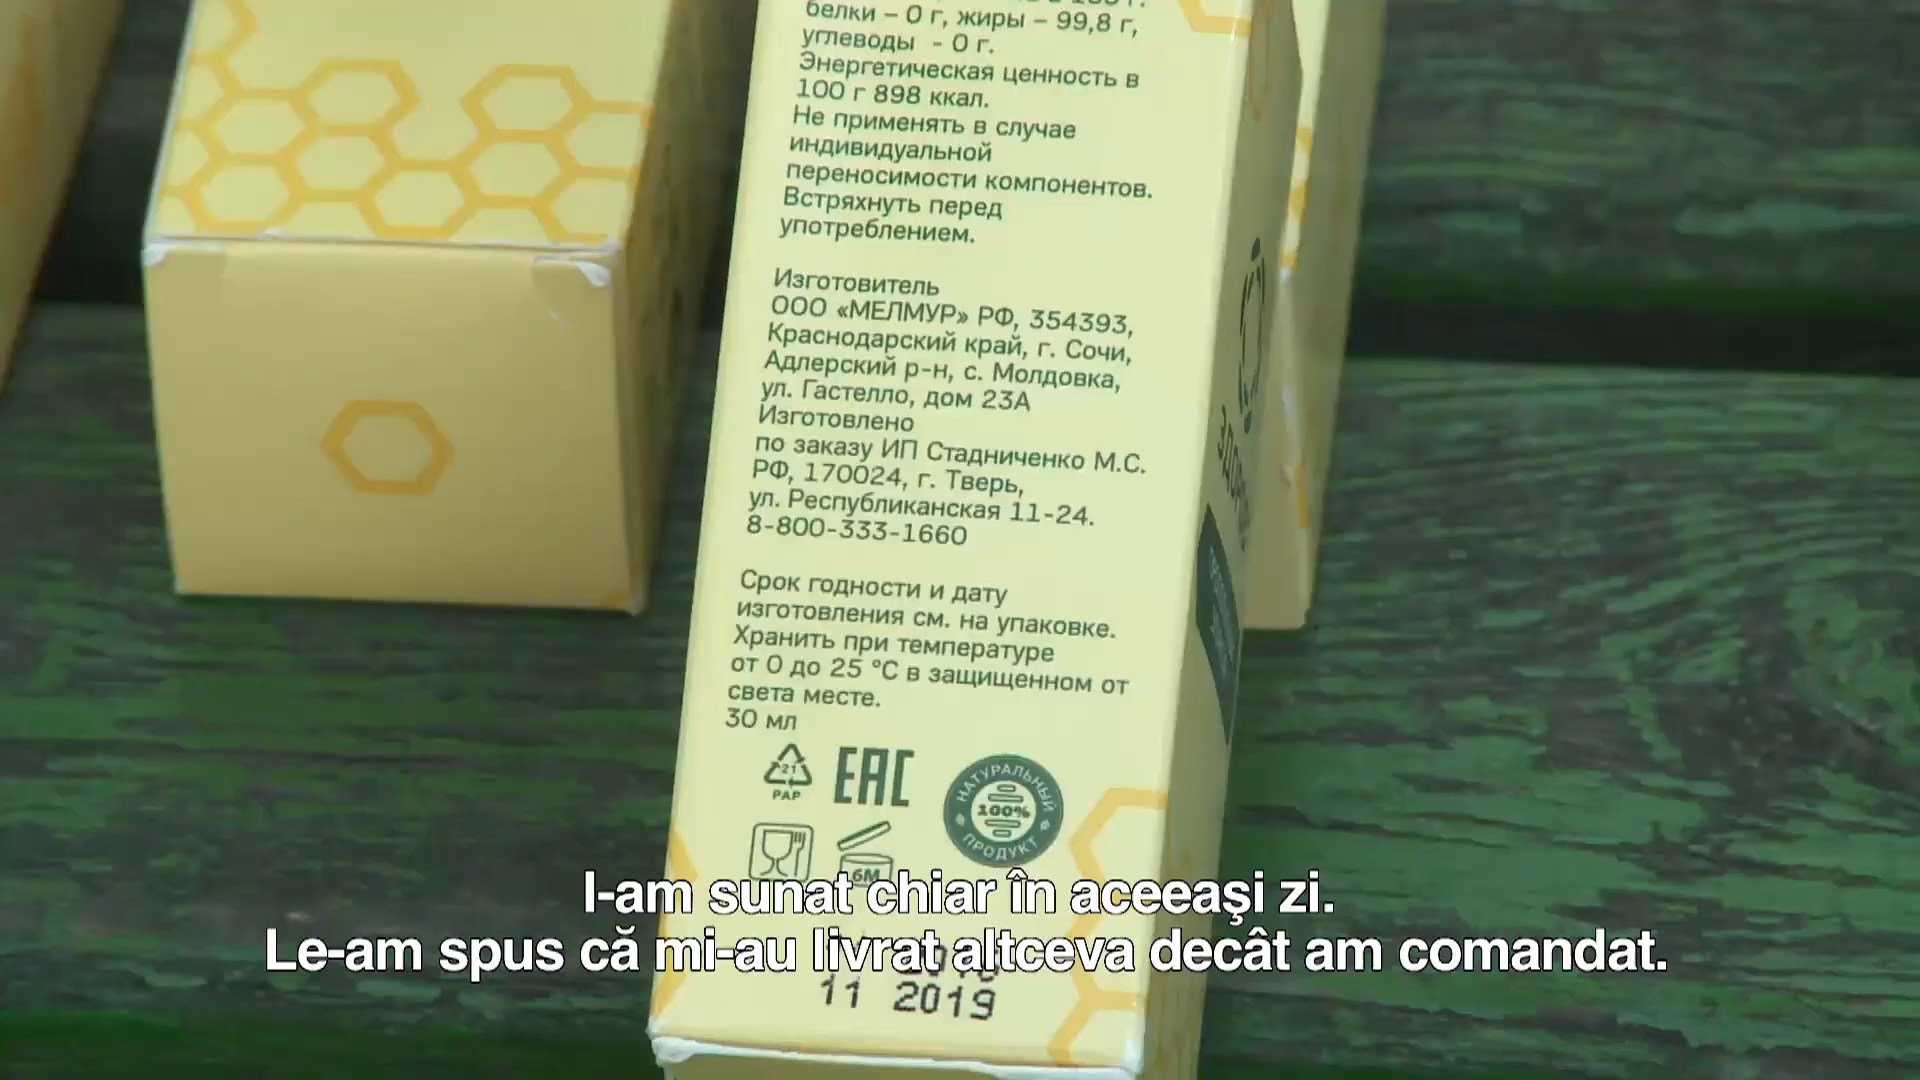 белки – 0 г, жиры – 99,8 г,
углеводы - 0 г.
Энергетическая ценность в
100 г 898 ккал.
Не применять в случае
индивидуальной
переносимости компонентов.
Встряхнуть перед
употреблением.
Изготовитель
ООО «МЕЛМУР» РФ, 354393,
Краснодарский край, г. Сочи,
Адлерский р-н, с. Молдовка,
ул. Гастелло, дом 23А
Изготовлено
по заказу ИП Стадниченко М.С.
РФ, 170024, г. Тверь,
ул. Республиканская 11-24.
8-800-333-1660
Срок годности и дату
изготовления см. на упаковке.
Хранить при температуре
от 0 до 25 °C в защищенном от
света месте.
30 мл
21
PAP
EAC
НАТУРАЛЬНЫЙ
100%
ПРОДУКТ
6M
I-am sunat chiar în aceeaşi zi.
Le-am spus că mi-au livrat altceva decât am comandat.
11 2019